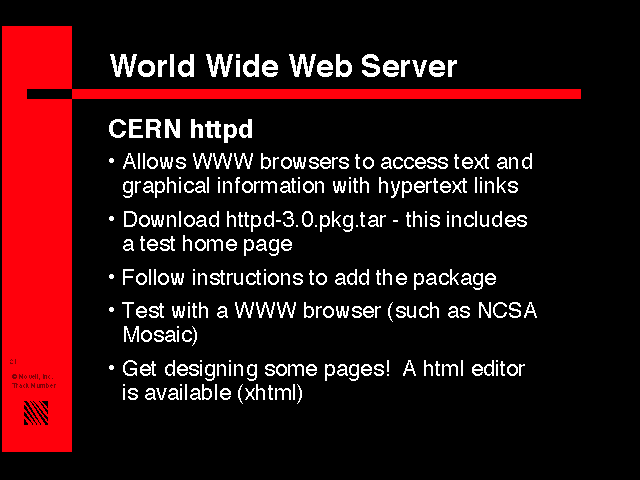 World Wide Web Server
CERN httpd
• Allows WWW browsers to access text and
graphical information with hypertext links
• Download httpd-3.0.pkg.tar - this includes
a test home page
• Follow instructions to add the package
• Test with a WWW browser (such as NCSA
Mosaic)
• Get designing some pages!  A html editor
is available (xhtml)
© Novell, Inc.
Track Number